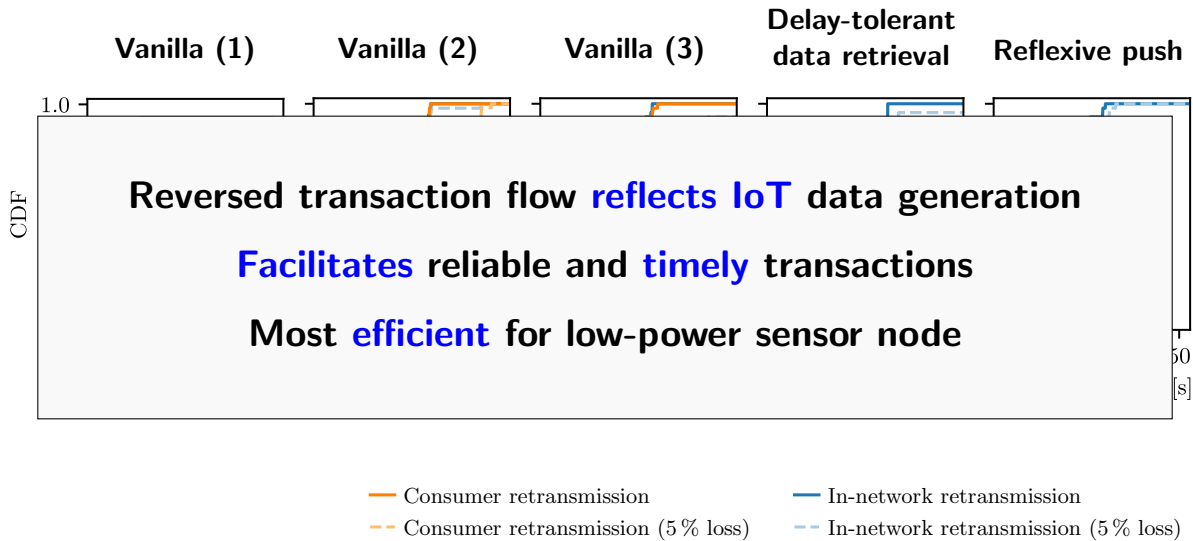 Vanilla (1)
Vanilla (2)
Vanilla (3)
Delay-tolerant
data retrieval
Reflexive push
1.0
CDF
Reversed transaction flow reflects IoT data generation
Facilitates reliable and timely transactions
Most efficient for low-power sensor node
50
[s]
Consumer retransmission
Consumer retransmission (5 % loss)
In-network retransmission
In-network retransmission (5 % loss)